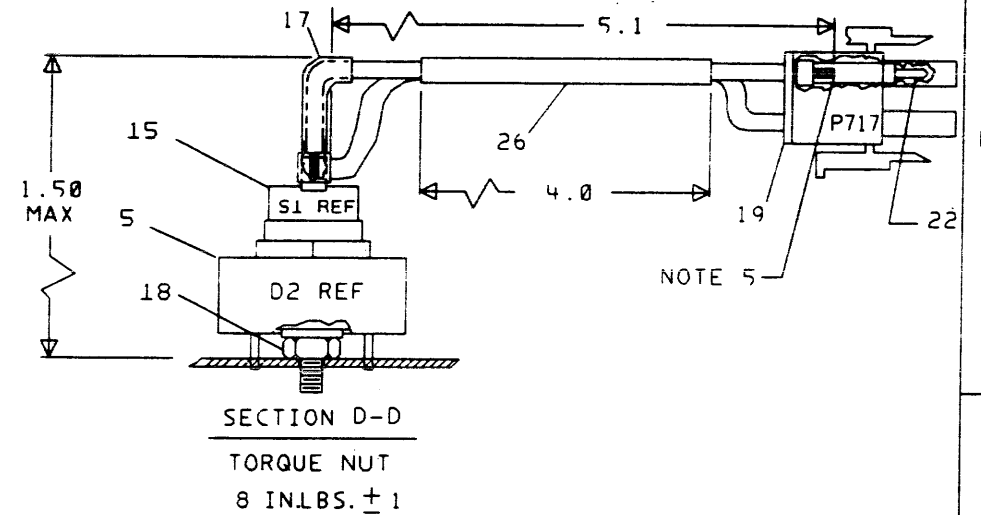 17
5.1
15
26
P717
1.50
MAX
5
S1 REF
4.0
19
22
NOTE 5
D2 REF
18
SECTION D-D
TORQUE NUT
8 IN.LBS. ± 1